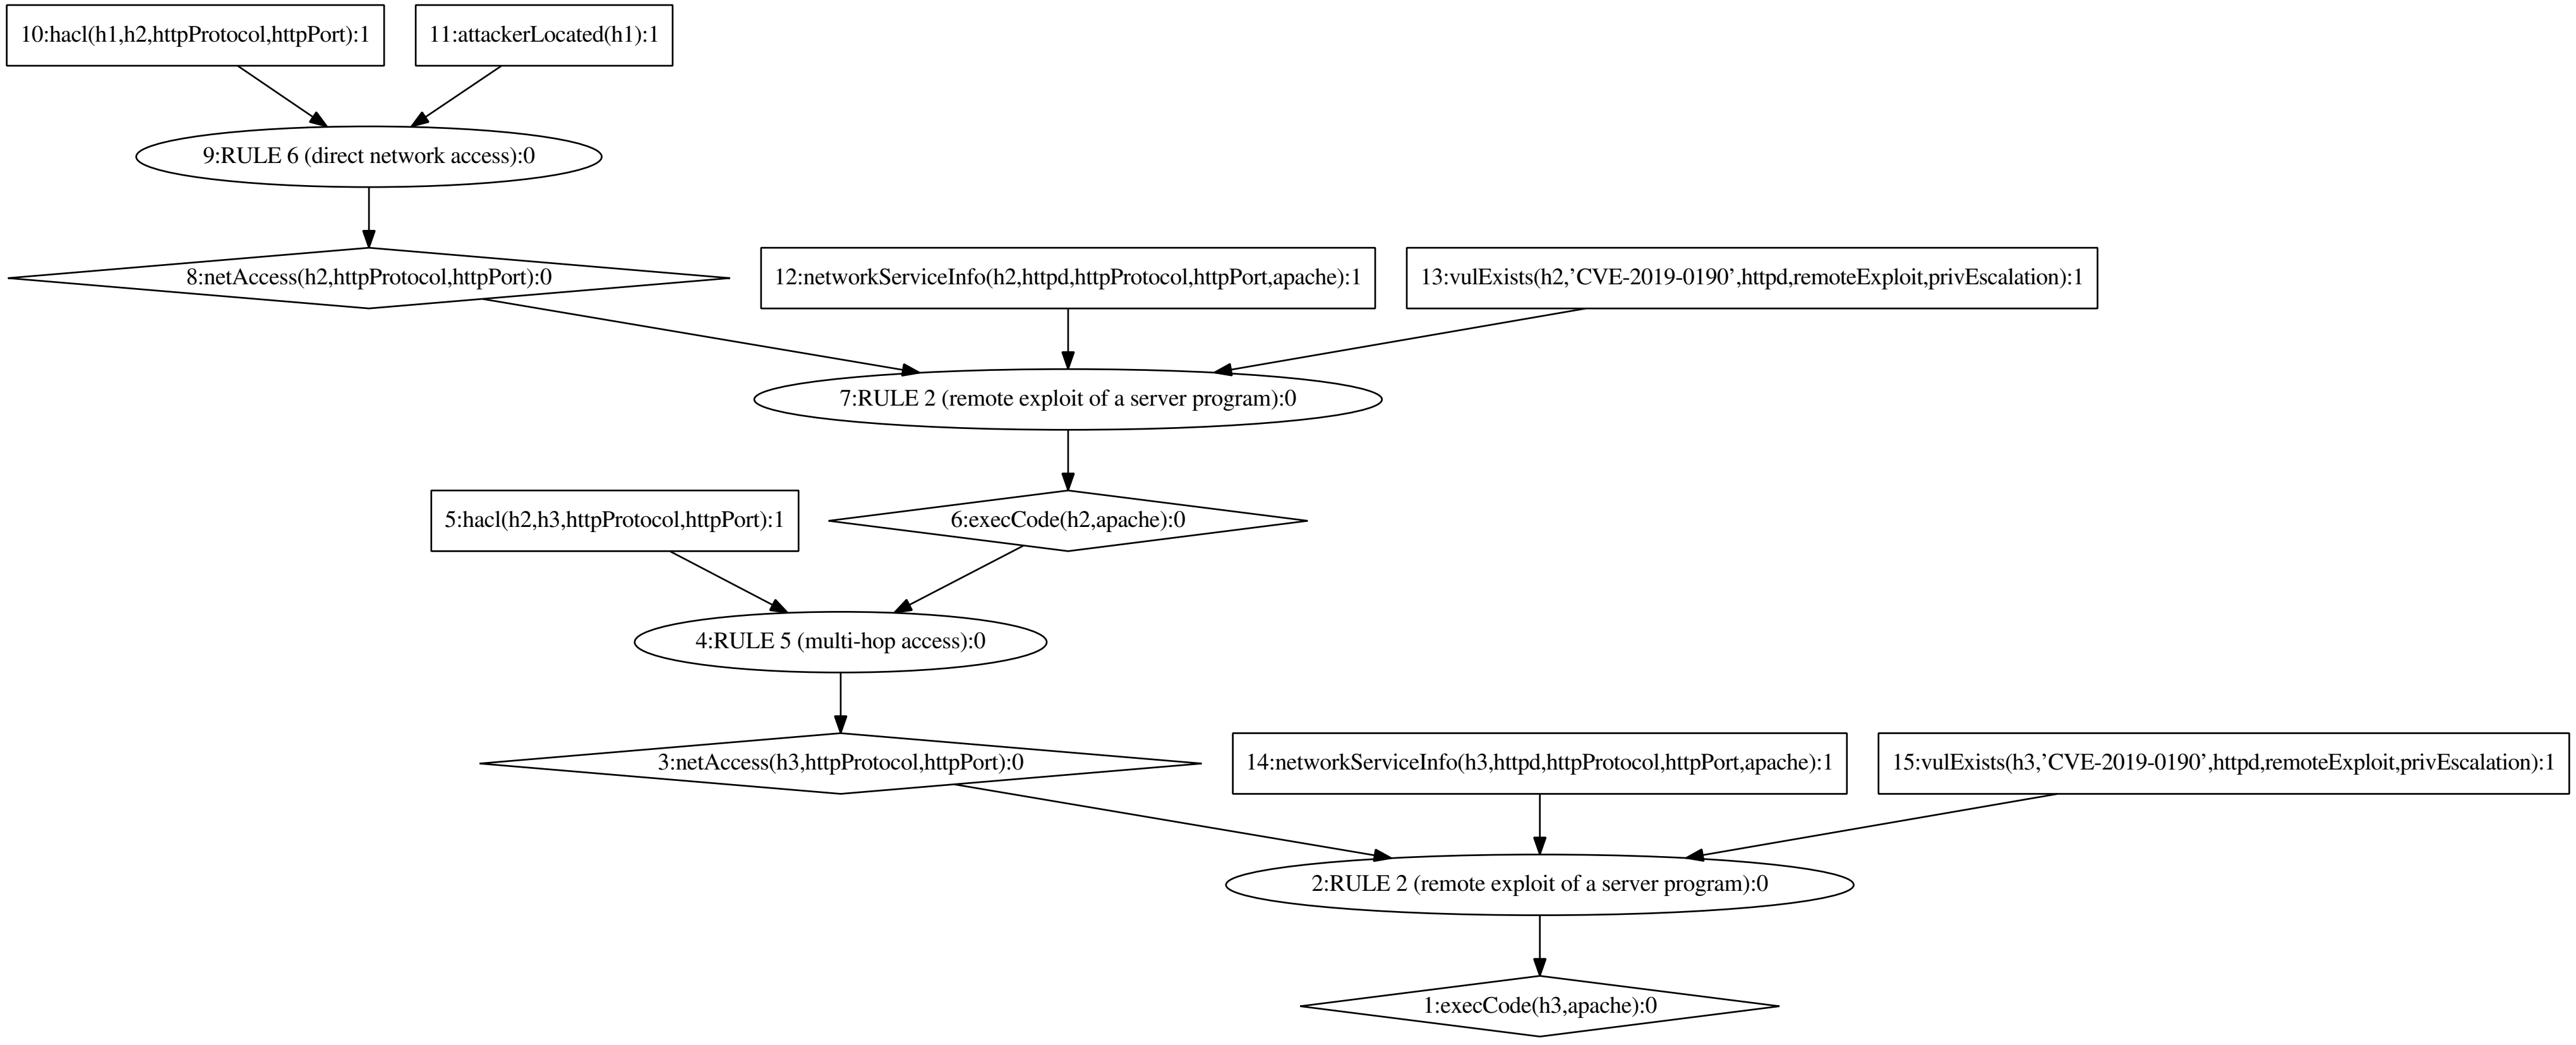 10:hacl(h1,h2,httpProtocol,httpPort):1
11:attackerLocated(h1):1
9:RULE 6 (direct network access):0
8:netAccess(h2,httpProtocol,httpPort):0
12:networkServiceInfo(h2,httpd,httpProtocol,httpPort,apache):1
13:vulExists(h2,’CVE-2019-0190’,httpd,remoteExploit,privEscalation):1
7:RULE 2 (remote exploit of a server program):0
5:hacl(h2,h3,httpProtocol,httpPort):1
6:execCode(h2,apache):0
4:RULE 5 (multi-hop access):0
3:netAccess(h3,httpProtocol,httpPort):0
14:networkServiceInfo(h3,httpd,httpProtocol,httpPort,apache):1
15:vulExists(h3,’CVE-2019-0190’,httpd,remoteExploit,privEscalation):1
2:RULE 2 (remote exploit of a server program):0
1:execCode(h3,apache):0